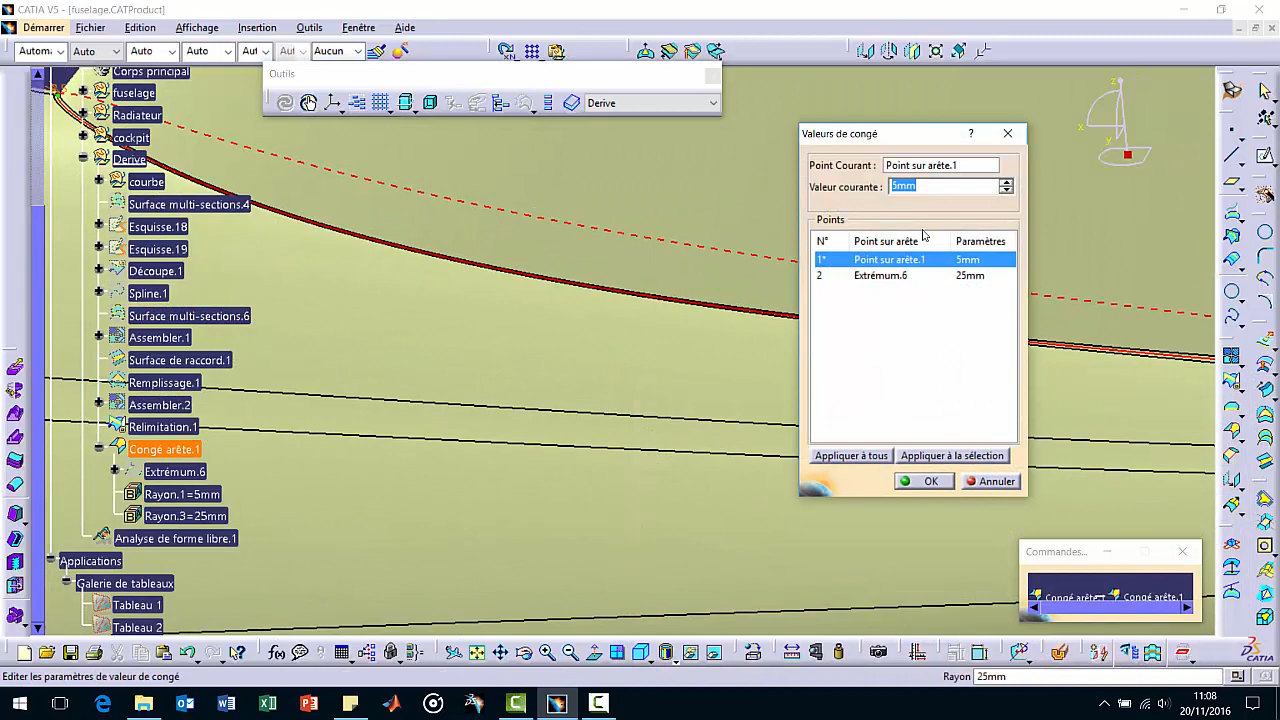 CATIA V5 - [fuselage.CATProduct]
Démarrer Fichier Edition Affichage Insertion Outils Fenêtre Aide
Automa Auto Auto Auto Aut Aut Aucun
Outils
Derive
Corps principal
fuselage
Radiateur
cockpit
Derive
courbe
Surface multi-sections.4
Esquisse.18
Esquisse.19
Découpe.1
Spline.1
Surface multi-sections.6
Assembler.1
Surface de raccord.1
Remplissage.1
Assembler.2
Relimitation.1
Congé arête.1
Extrémum.6
Rayon.1=5mm
Rayon.3=25mm
Analyse de forme libre.1
Applications
Galerie de tableaux
Tableau 1
Tableau 2
z
x
y
Valeurs de congé ?
Point Courant : Point sur arête.1
Valeur courante : 5mm
Points
N° Point sur arête Paramètres
1* Point sur arête.1 5mm
2 Extrémum.6 25mm
Appliquer à tous Appliquer à la sélection
OK Annuler
Commandes...
Congé arête Congé arête.1
f(x)
CATIA
Editer les paramètres de valeur de congé Rayon 25mm
11:08
20/11/2016